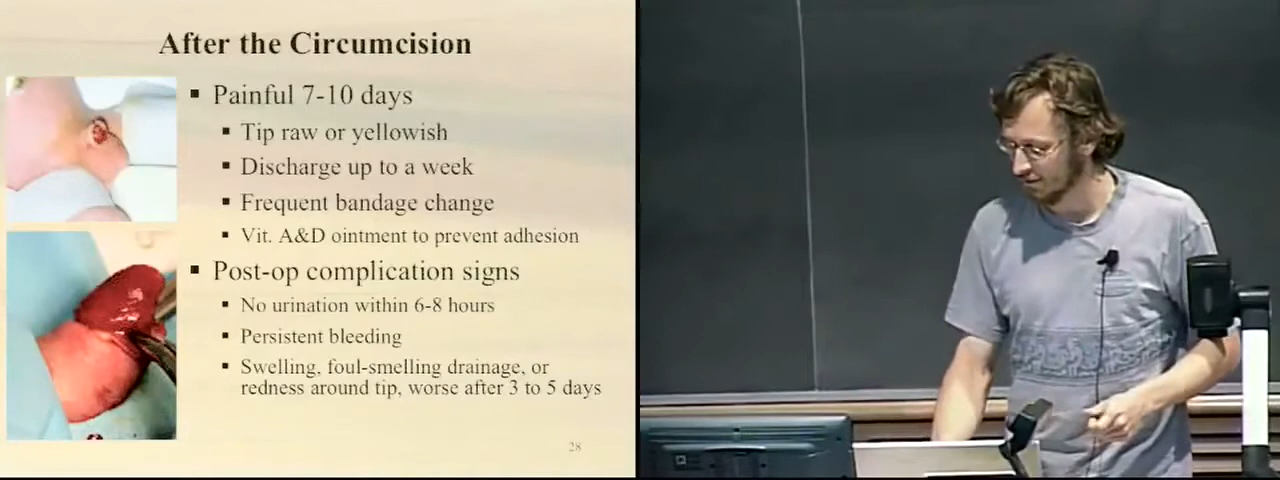 After the Circumcision
▪ Painful 7-10 days
▪ Tip raw or yellowish
▪ Discharge up to a week
▪ Frequent bandage change
▪ Vit. A&D ointment to prevent adhesion
▪ Post-op complication signs
▪ No urination within 6-8 hours
▪ Persistent bleeding
▪ Swelling, foul-smelling drainage, or
redness around tip, worse after 3 to 5 days
28